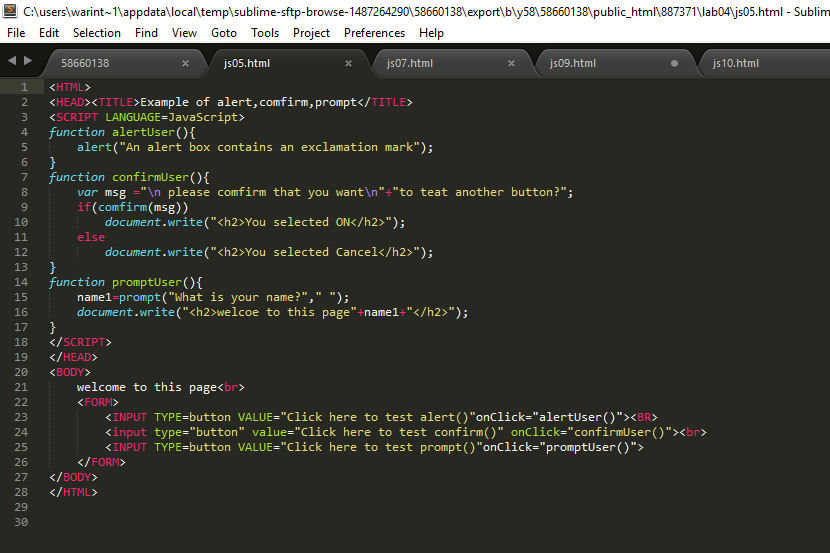 C:\users\warint~1\appdata\local\temp\sublime-sftp-browse-1487264290\58660138\export\b\y58\58660138\public_html\887371\lab04\js05.html - Sublim
File Edit Selection Find View Goto Tools Project Preferences Help
58660138 × js05.html × js07.html × js09.html js10.html
1 <HTML>
2 <HEAD><TITLE>Example of alert,comfirm,prompt</TITLE>
3 <SCRIPT LANGUAGE=JavaScript>
4 function alertUser(){
5 alert("An alert box contains an exclamation mark");
6 }
7 function confirmUser(){
8 var msg ="\n please comfirm that you want\n"+"to teat another button?";
9 if(comfirm(msg))
10 document.write("<h2>You selected ON</h2>");
11 else
12 document.write("<h2>You selected Cancel</h2>");
13 }
14 function promptUser(){
15 name1=prompt("What is your name?"," ");
16 document.write("<h2>welcoe to this page"+name1+"</h2>");
17 }
18 </SCRIPT>
19 </HEAD>
20 <BODY>
21 welcome to this page<br>
22 <FORM>
23 <INPUT TYPE=button VALUE="Click here to test alert()"onClick="alertUser()"><BR>
24 <input type="button" value="Click here to test confirm()" onClick="confirmUser()"><br>
25 <INPUT TYPE=button VALUE="Click here to test prompt()"onClick="promptUser()">
26 </FORM>
27 </BODY>
28 </HTML>
29
30